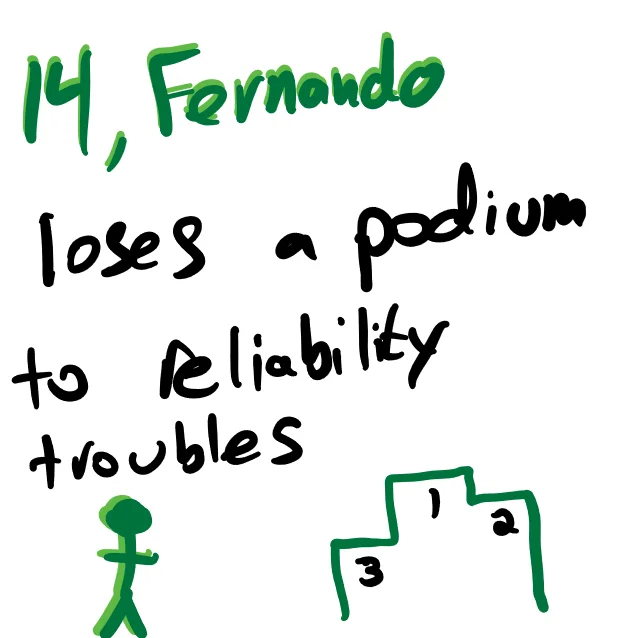 14, Fernando
loses a podium
to reliability
troubles
1
2
3